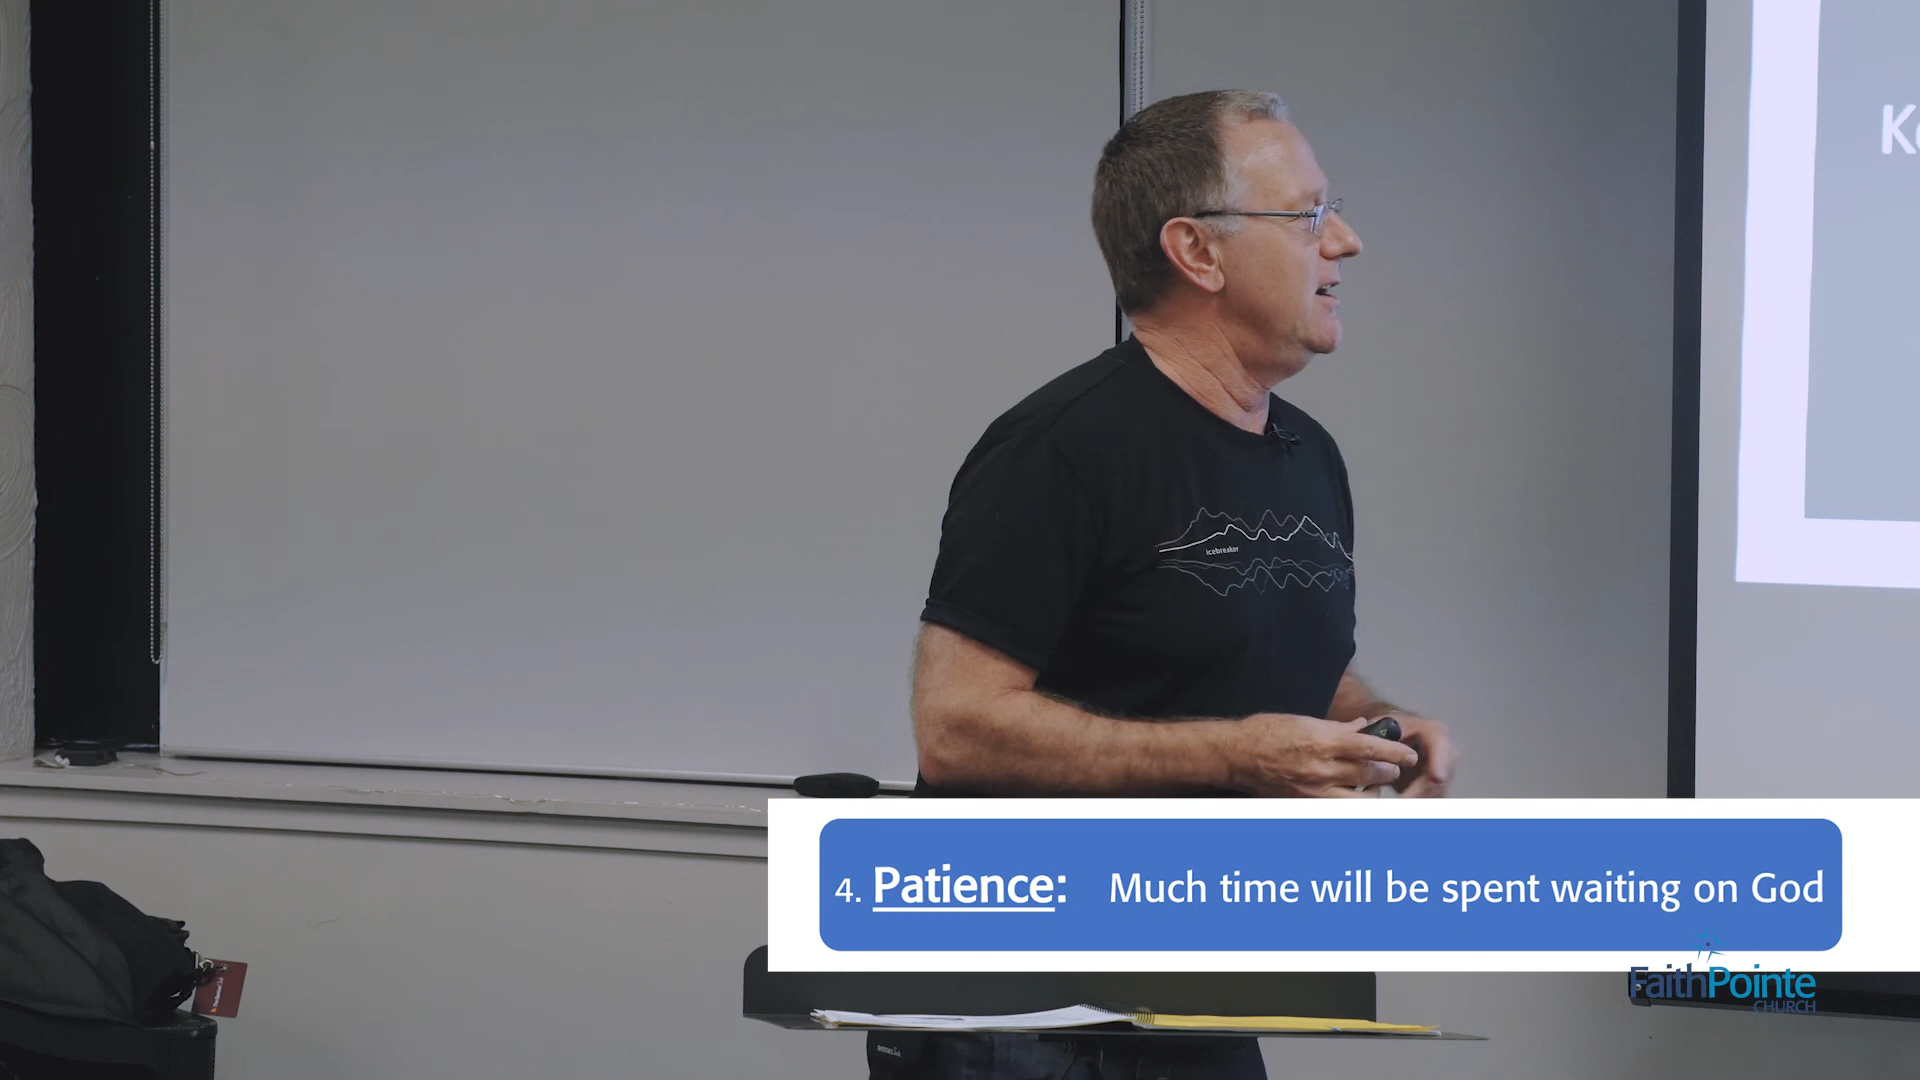 K
icebreaker
4. Patience: Much time will be spent waiting on God
FaithPointe
CHURCH